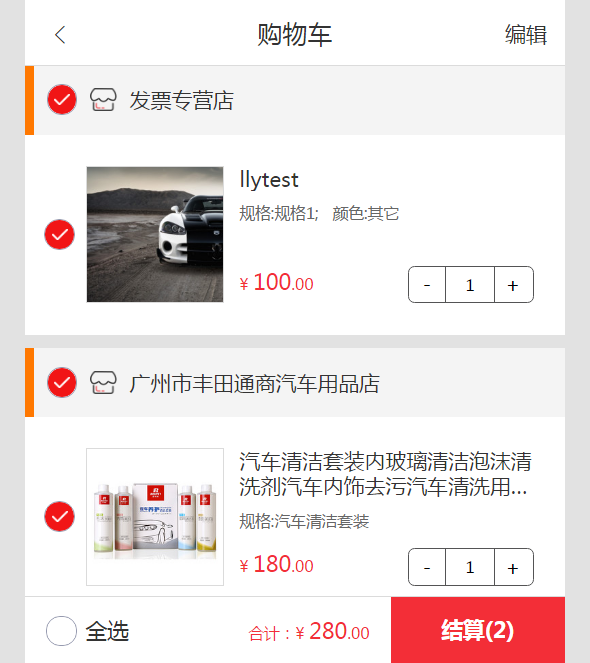 购物车
编辑
发票专营店
llytest
规格:规格1; 颜色:其它
¥ 100.00
- 1 +
广州市丰田通商汽车用品店
汽车清洁套装内玻璃清洁泡沫清
洗剂汽车内饰去污汽车清洗用...
规格:汽车清洁套装
¥ 180.00
- 1 +
全选
合计：¥ 280.00
结算(2)